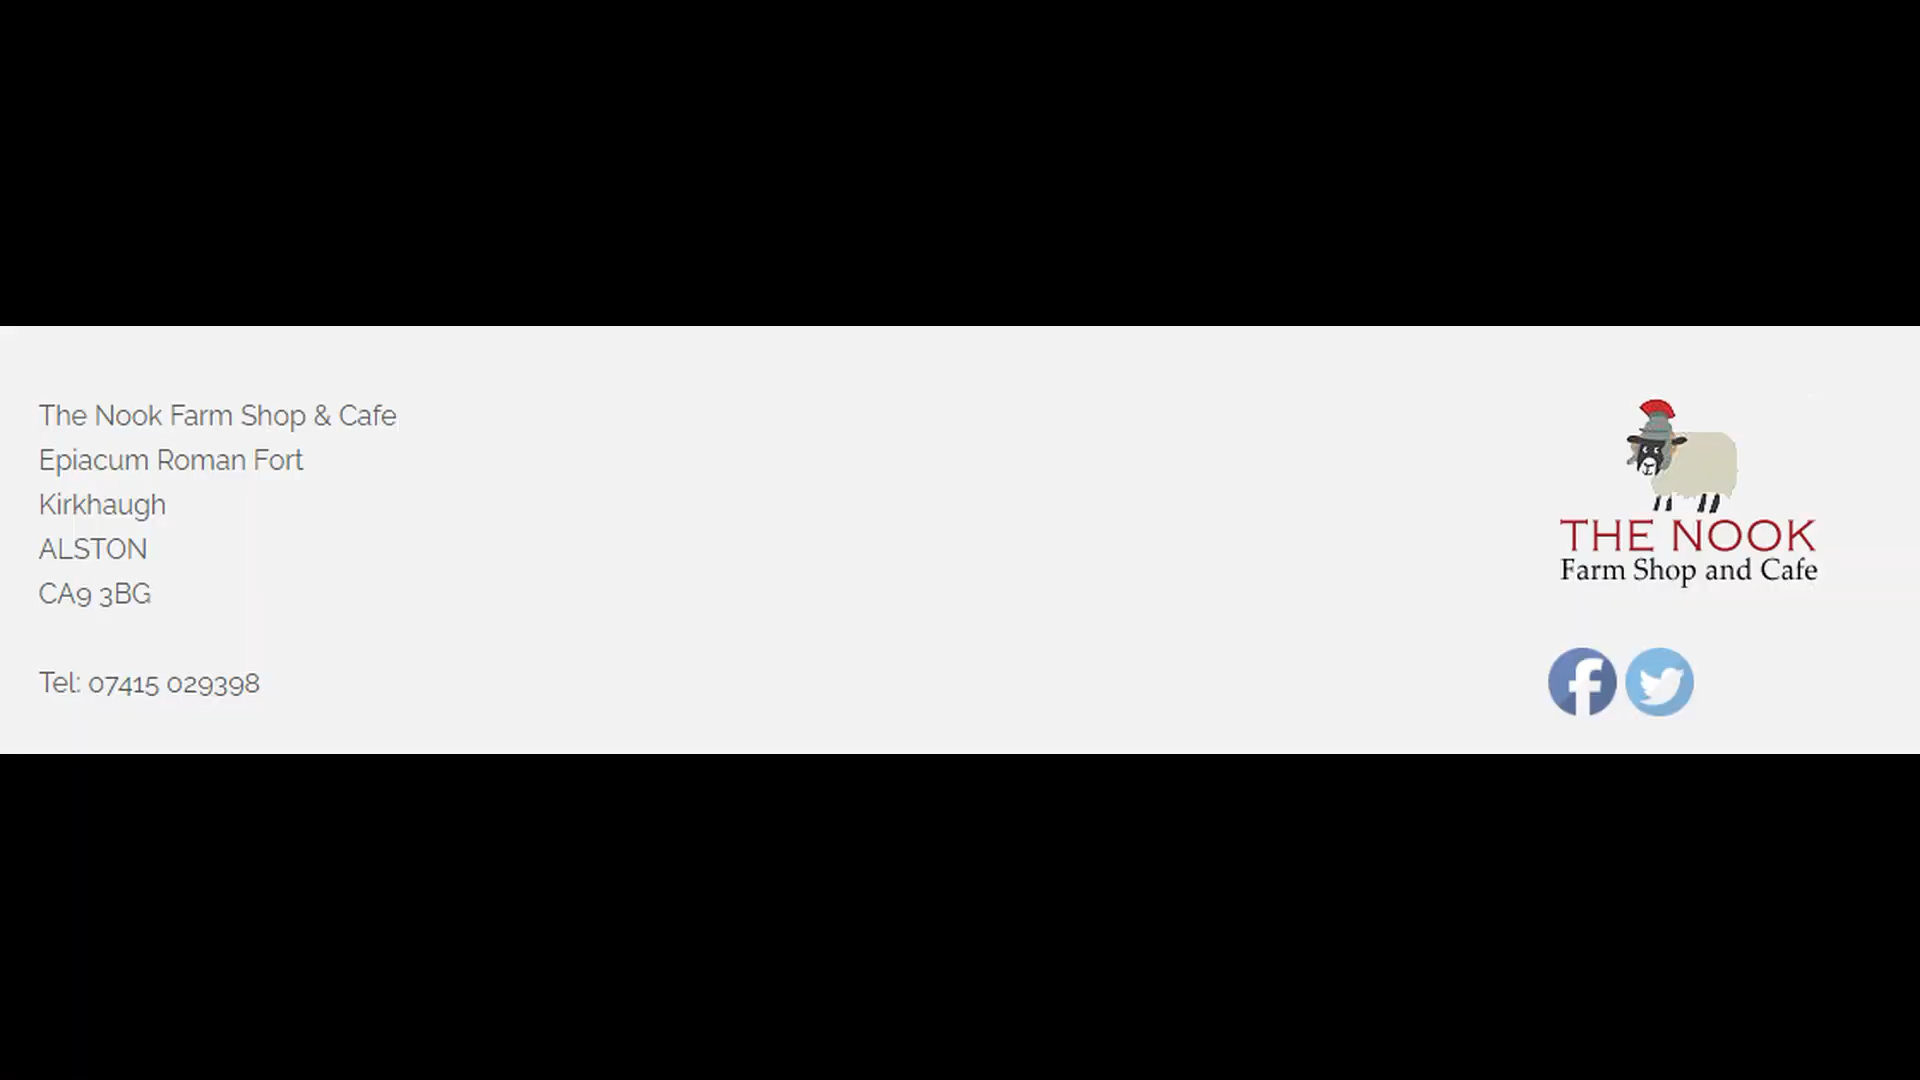 The Nook Farm Shop & Cafe
Epiacum Roman Fort
Kirkhaugh
ALSTON
CA9 3BG
Tel: 07415 029398
THE NOOK
Farm Shop and Cafe